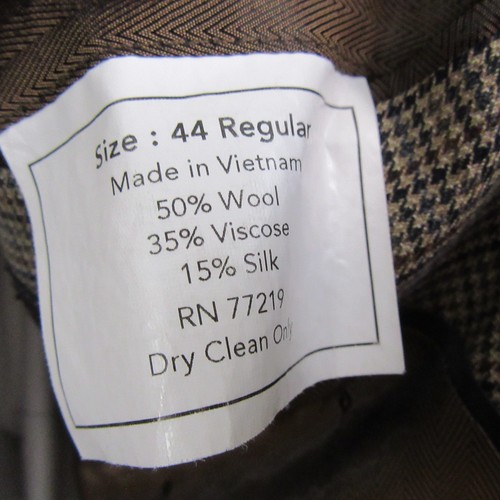 Size : 44 Regular
Made in Vietnam
50% Wool
35% Viscose
15% Silk
RN 77219
Dry Clean Only